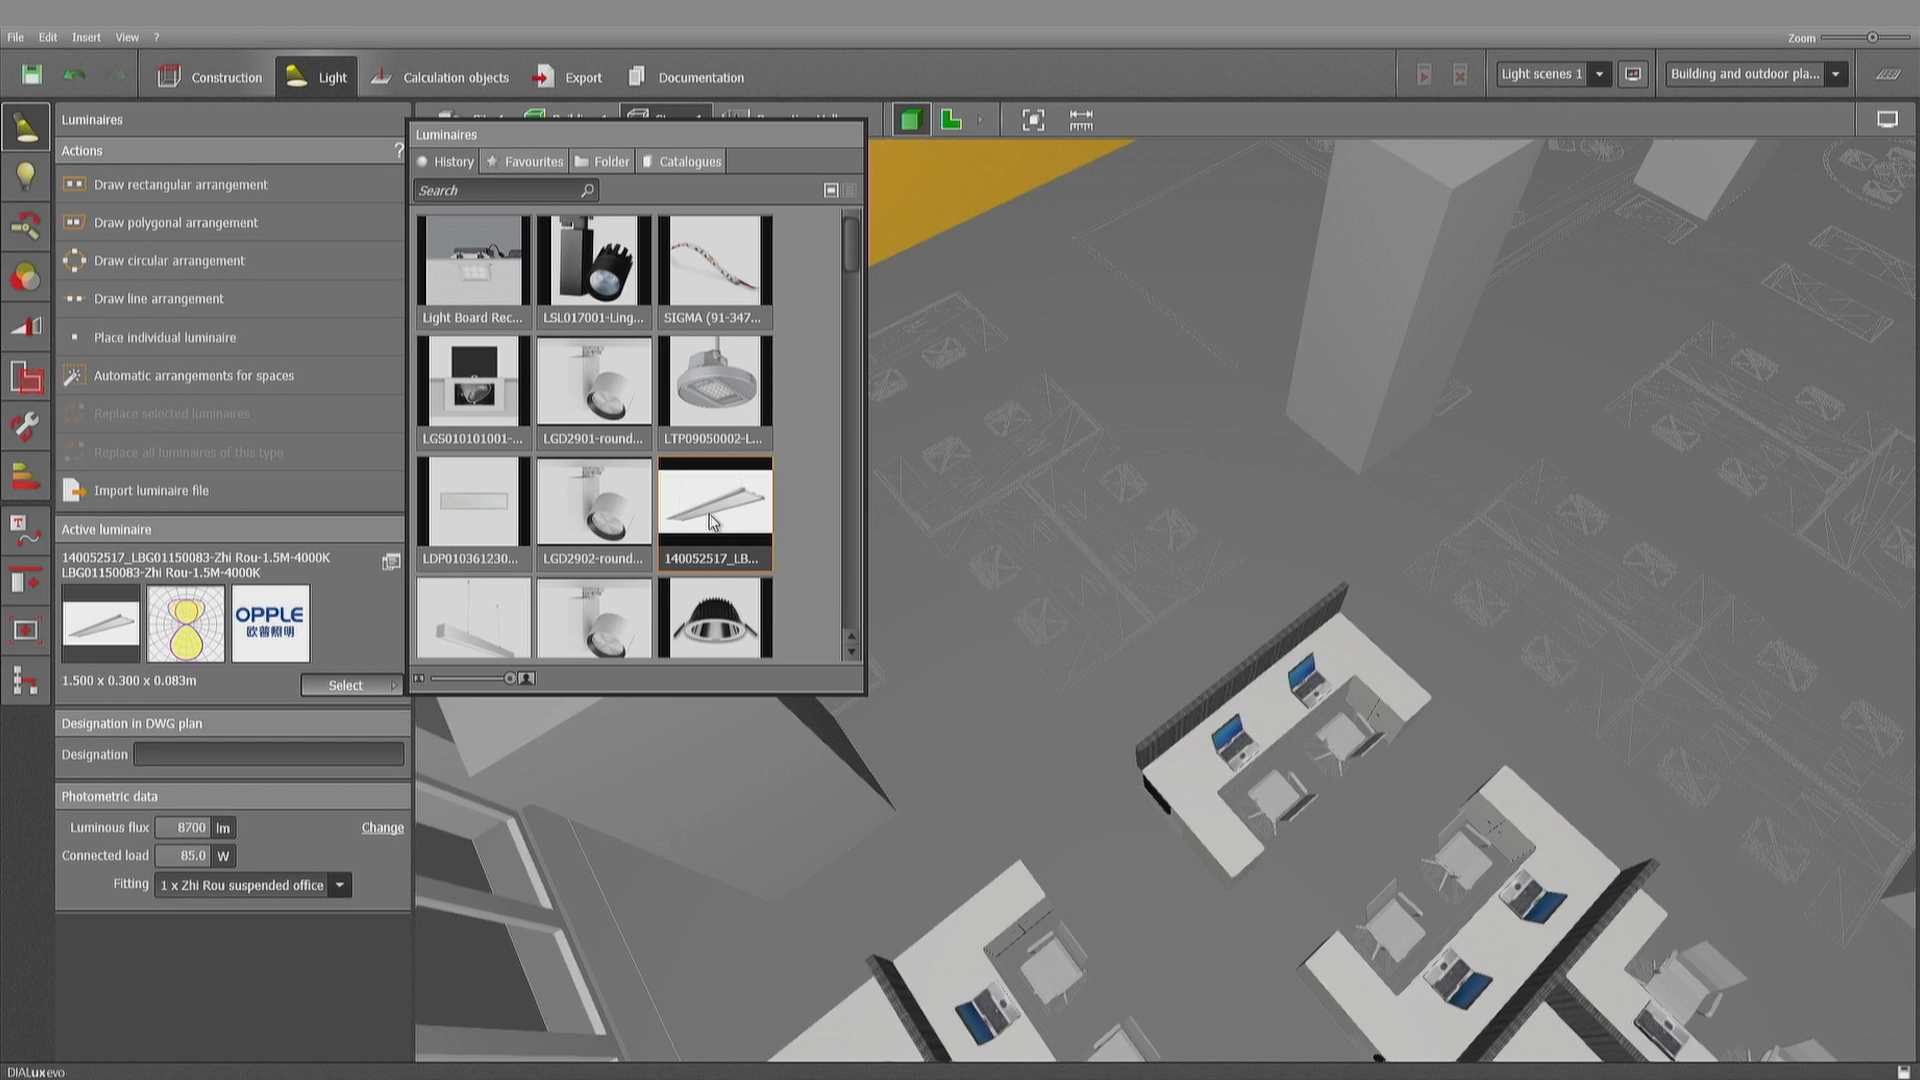 File Edit Insert View ?
Zoom
Construction Light Calculation objects Export Documentation
Light scenes 1
Building and outdoor pla...
Luminaires
Actions
?
Draw rectangular arrangement
Draw polygonal arrangement
Draw circular arrangement
Draw line arrangement
Place individual luminaire
Automatic arrangements for spaces
Replace selected luminaires
Replace all luminaires of this type
Import luminaire file
Active luminaire
140052517_LBG01150083-Zhi Rou-1.5M-4000K
LBG01150083-Zhi Rou-1.5M-4000K
OPPLE
欧普照明
1.500 x 0.300 x 0.083m
Select
Designation in DWG plan
Designation
Photometric data
Luminous flux 8700 lm
Change
Connected load 85.0 W
Fitting 1 x Zhi Rou suspended office
Luminaires
History Favourites Folder Catalogues
Search
Light Board Rec... LSL017001-Ling... SIGMA (91-347...
LGS010101001-... LGD2901-round... LTP09050002-L...
LDP010361230... LGD2902-round... 140052517_LB...
DIALux evo